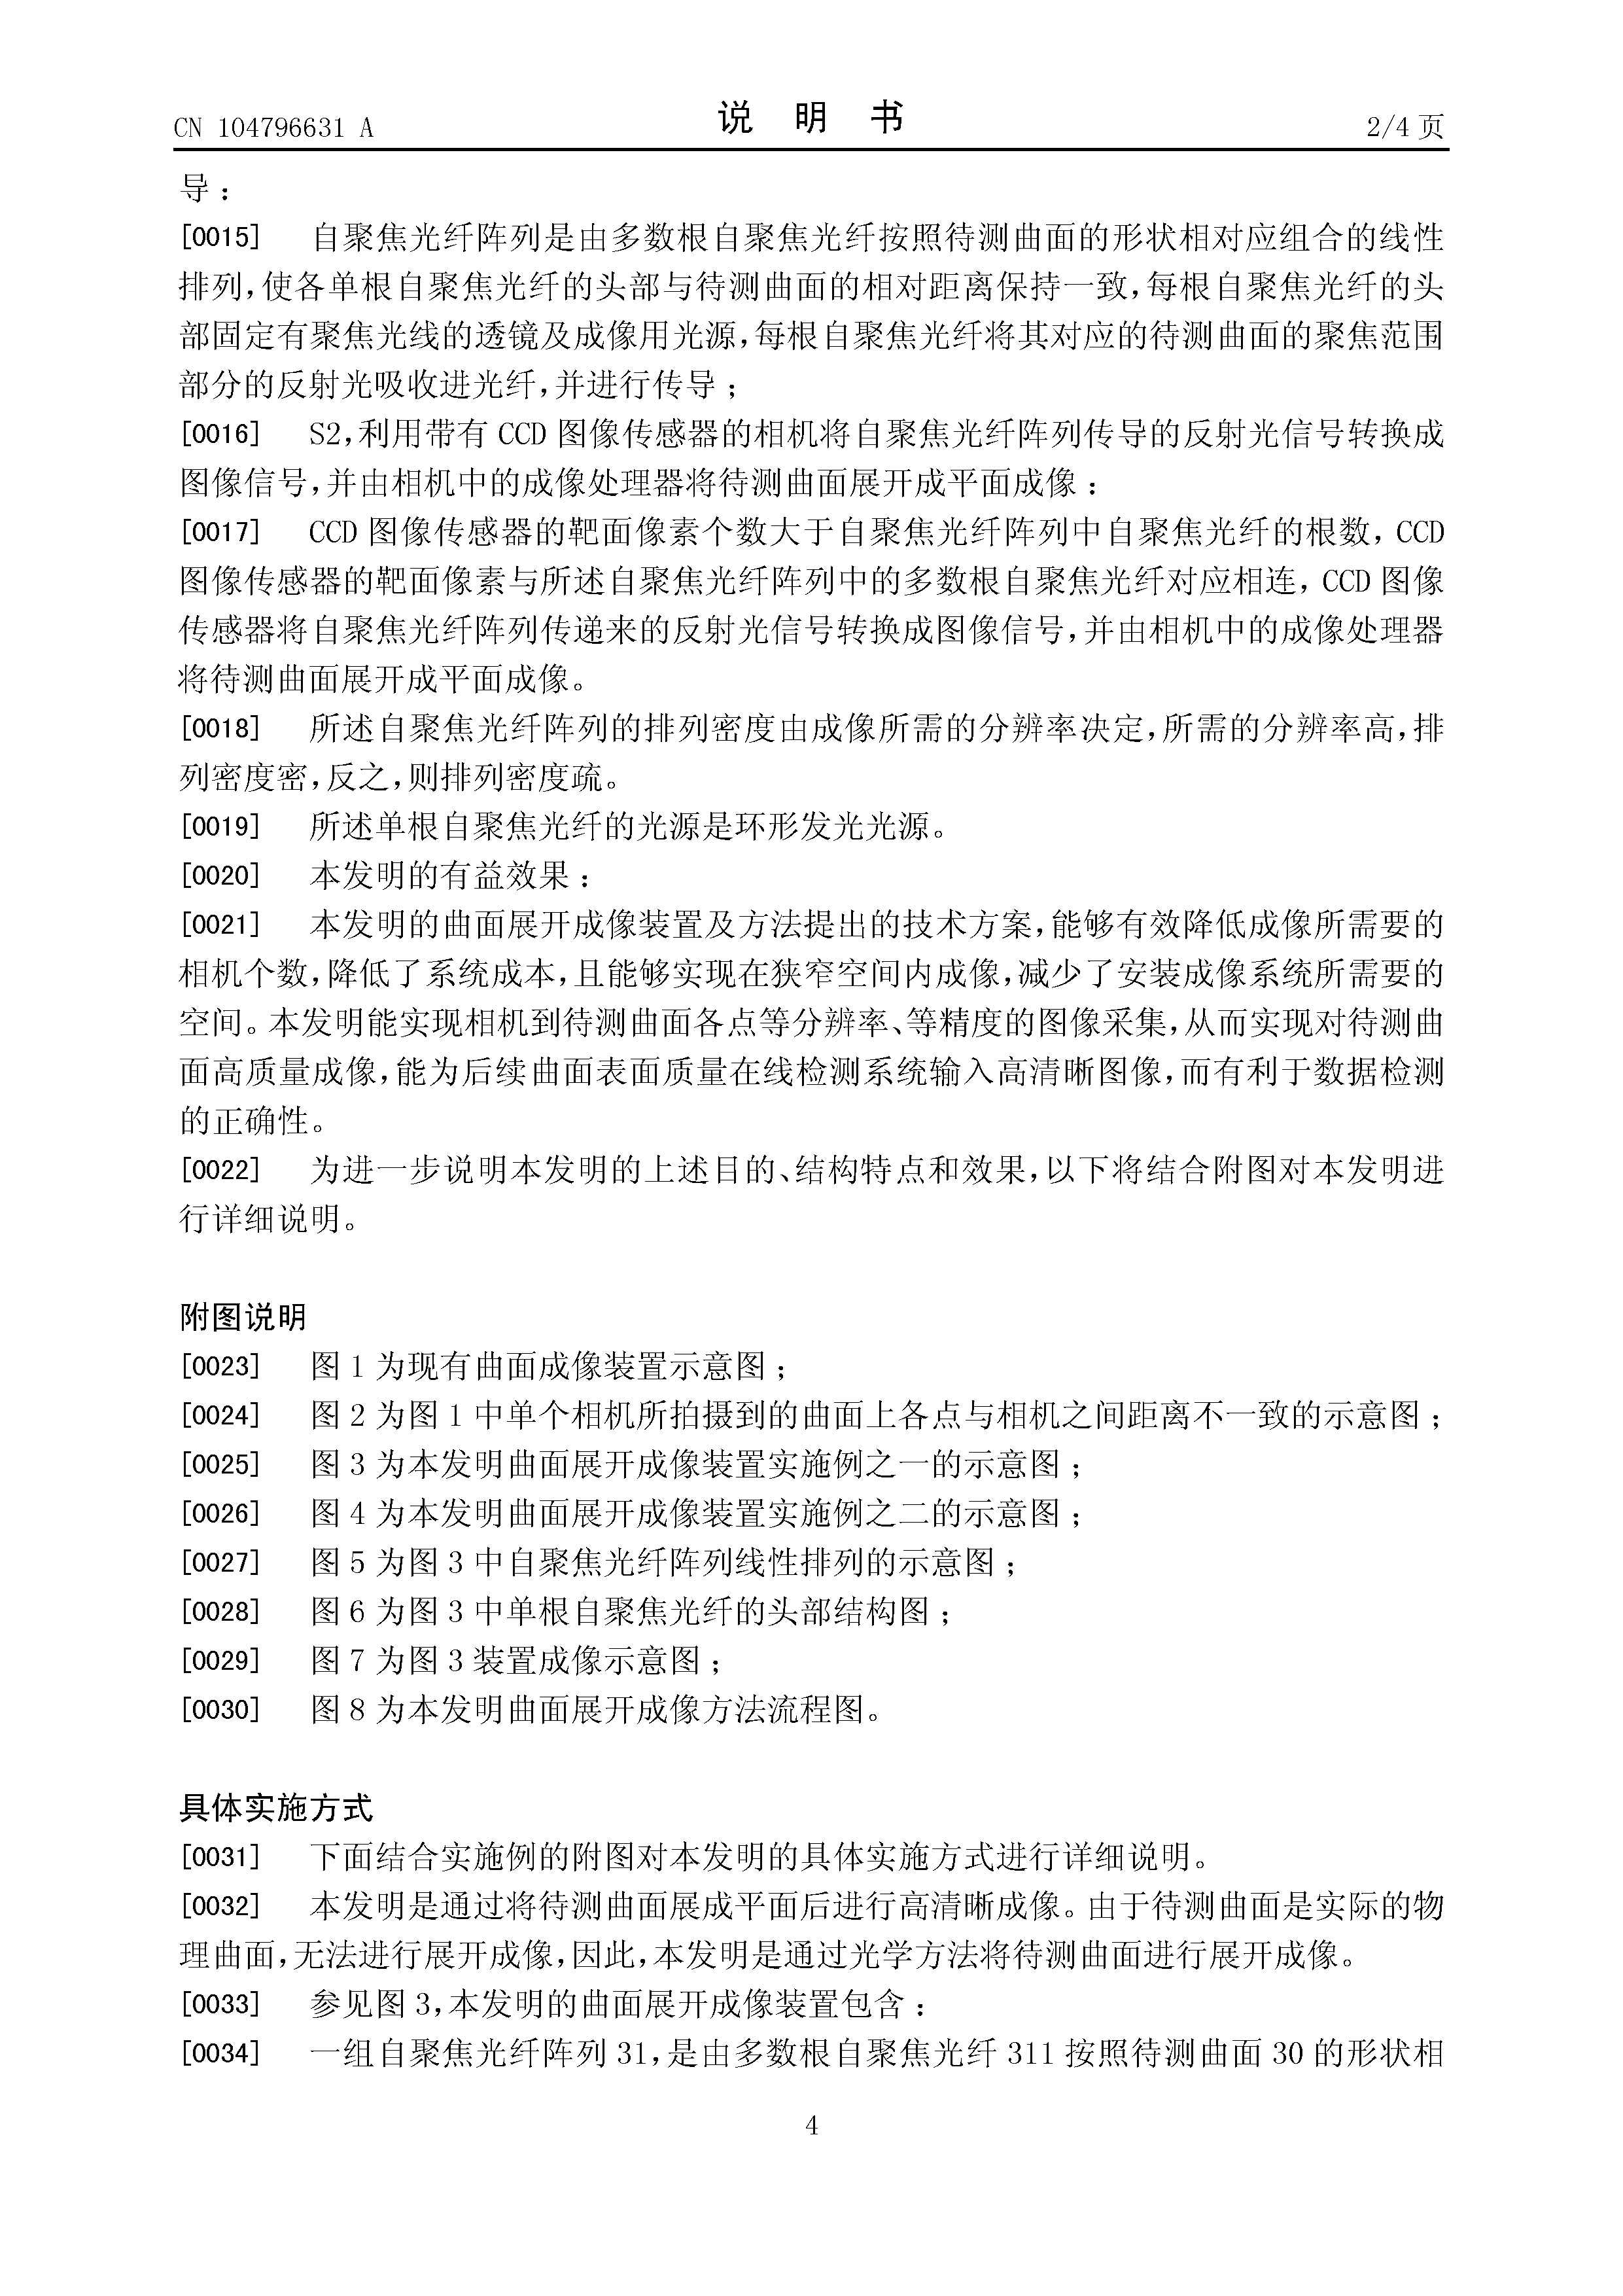 CN 104796631 A
说 明 书
2/4 页
导：
[0015] 自聚焦光纤阵列是由多数根自聚焦光纤按照待测曲面的形状相对应组合的线性
排列，使各单根自聚焦光纤的头部与待测曲面的相对距离保持一致，每根自聚焦光纤的头
部固定有聚焦光线的透镜及成像用光源，每根自聚焦光纤将其对应的待测曲面的聚焦范围
部分的反射光吸收进光纤，并进行传导；
[0016] S2，利用带有 CCD 图像传感器的相机将自聚焦光纤阵列传导的反射光信号转换成
图像信号，并由相机中的成像处理器将待测曲面展开成平面成像：
[0017] CCD 图像传感器的靶面像素个数大于自聚焦光纤阵列中自聚焦光纤的根数，CCD
图像传感器的靶面像素与所述自聚焦光纤阵列中的多数根自聚焦光纤对应相连，CCD 图像
传感器将自聚焦光纤阵列传递来的反射光信号转换成图像信号，并由相机中的成像处理器
将待测曲面展开成平面成像。
[0018] 所述自聚焦光纤阵列的排列密度由成像所需的分辨率决定，所需的分辨率高，排
列密度密，反之，则排列密度疏。
[0019] 所述单根自聚焦光纤的光源是环形发光光源。
[0020] 本发明的有益效果：
[0021] 本发明的曲面展开成像装置及方法提出的技术方案，能够有效降低成像所需要的
相机个数，降低了系统成本，且能够实现在狭窄空间内成像，减少了安装成像系统所需要的
空间。本发明能实现相机到待测曲面各点等分辨率、等精度的图像采集，从而实现对待测曲
面高质量成像，能为后续曲面表面质量在线检测系统输入高清晰图像，而有利于数据检测
的正确性。
[0022] 为进一步说明本发明的上述目的、结构特点和效果，以下将结合附图对本发明进
行详细说明。
附图说明
[0023] 图 1 为现有曲面成像装置示意图；
[0024] 图 2 为图 1 中单个相机所拍摄到的曲面上各点与相机之间距离不一致的示意图；
[0025] 图 3 为本发明曲面展开成像装置实施例之一的示意图；
[0026] 图 4 为本发明曲面展开成像装置实施例之二的示意图；
[0027] 图 5 为图 3 中自聚焦光纤阵列线性排列的示意图；
[0028] 图 6 为图 3 中单根自聚焦光纤的头部结构图；
[0029] 图 7 为图 3 装置成像示意图；
[0030] 图 8 为本发明曲面展开成像方法流程图。
具体实施方式
[0031] 下面结合实施例的附图对本发明的具体实施方式进行详细说明。
[0032] 本发明是通过将待测曲面展成平面后进行高清晰成像。由于待测曲面是实际的物
理曲面，无法进行展开成像，因此，本发明是通过光学方法将待测曲面进行展开成像。
[0033] 参见图 3，本发明的曲面展开成像装置包含：
[0034] 一组自聚焦光纤阵列 31，是由多数根自聚焦光纤 311 按照待测曲面 30 的形状相
4